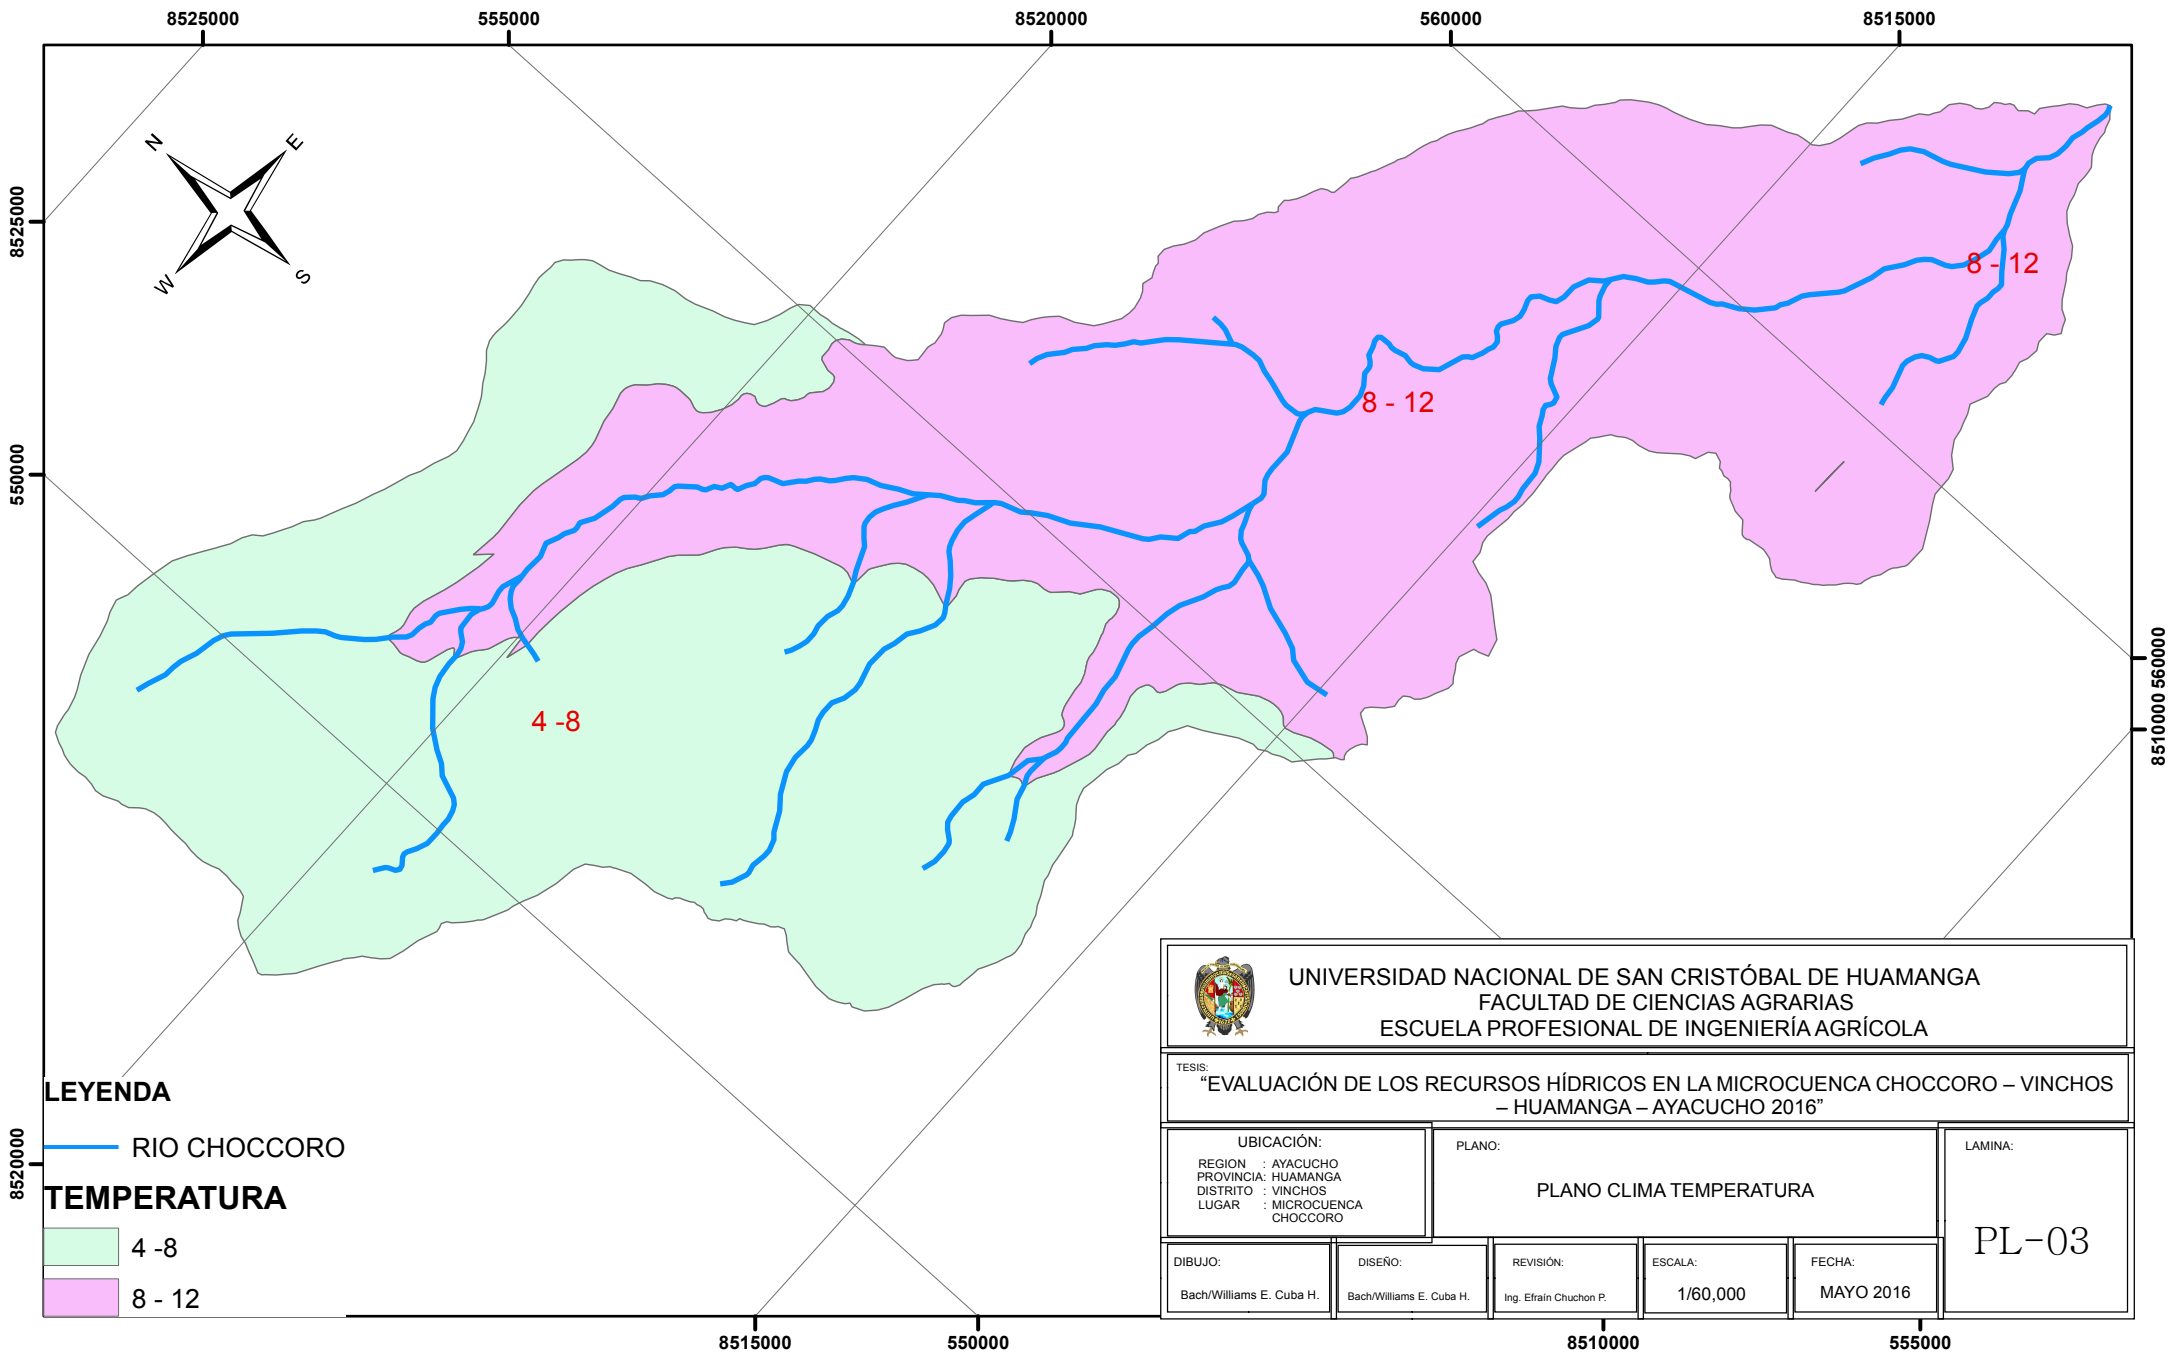 8525000
555000
8520000
560000
8515000
N
E
W
S
8525000
550000
8520000
560000
8510000
8 - 12
8 - 12
4 -8
LEYENDA
RIO CHOCCORO
TEMPERATURA
4 -8
8 - 12
8515000
550000
8510000
555000
UNIVERSIDAD NACIONAL DE SAN CRISTÓBAL DE HUAMANGA
FACULTAD DE CIENCIAS AGRARIAS
ESCUELA PROFESIONAL DE INGENIERÍA AGRÍCOLA
TESIS:
“EVALUACIÓN DE LOS RECURSOS HÍDRICOS EN LA MICROCUENCA CHOCCORO – VINCHOS
– HUAMANGA – AYACUCHO 2016”
UBICACIÓN:
REGION : AYACUCHO
PROVINCIA: HUAMANGA
DISTRITO : VINCHOS
LUGAR : MICROCUENCA
CHOCCORO
PLANO:
PLANO CLIMA TEMPERATURA
LAMINA:
PL-03
DIBUJO:
Bach/Williams E. Cuba H.
DISEÑO:
Bach/Williams E. Cuba H.
REVISIÓN:
Ing. Efraín Chuchon P.
ESCALA:
1/60,000
FECHA:
MAYO 2016